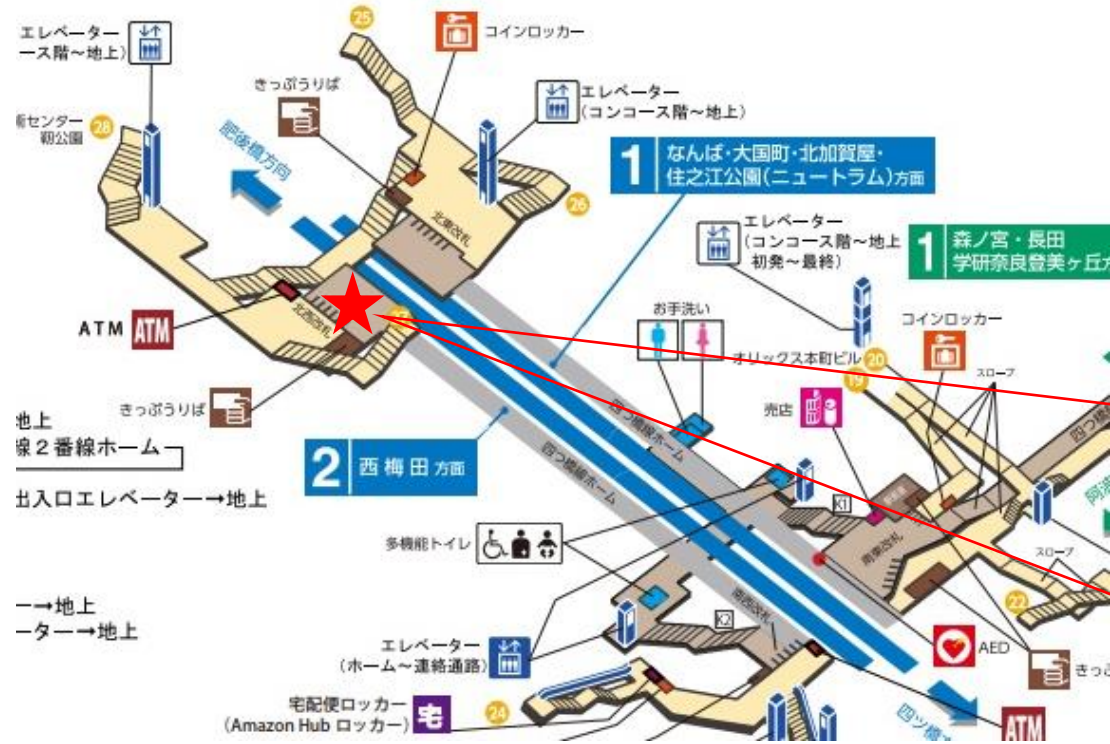 エレベーター
ース階～地上)
25
コインロッカー
きっぷうりば
エレベーター
(コンコース階～地上)
術センター
靭公園
28
肥後橋方向
北東改札
26
1
なんば・大国町・北加賀屋・
住之江公園(ニュートラム)方面
エレベーター
(コンコース階～地上
初発～最終)
1
森ノ宮・長田
学研奈良登美ヶ丘方
ATM
ATM
北西改札
27
お手洗い
コインロッカー
オリックス本町ビル
20
19
スロープ
きっぷうりば
売店
地上
線2番線ホーム
2
西梅田方面
四つ橋線ホーム
四つ橋線ホーム
四つ橋
出入口エレベーター→地上
K1
阿波
多機能トイレ
南東改札
スロープ
ー→地上
ーター→地上
南西改札
K2
22
エレベーター
(ホーム～連絡通路)
AED
きっぷ
宅配便ロッカー
(Amazon Hub ロッカー)
宅
24
四ツ橋方
ATM